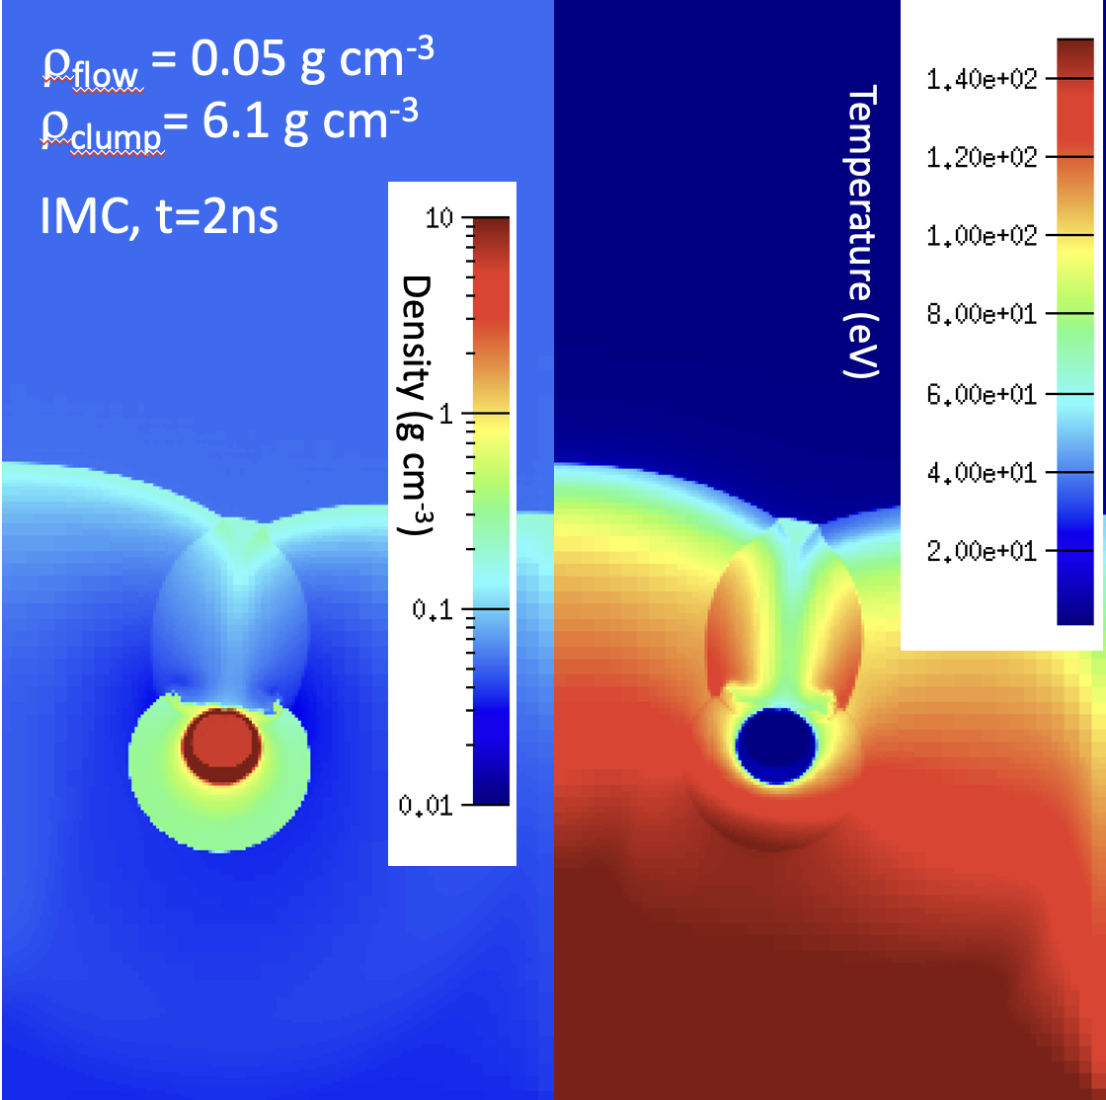 ρflow = 0.05 g cm-3
ρclump= 6.1 g cm-3
IMC, t=2ns
10
1
0.1
0.01
Density (g cm-3)
Temperature (eV)
1.40e+02
1.20e+02
1.00e+02
8.00e+01
6.00e+01
4.00e+01
2.00e+01